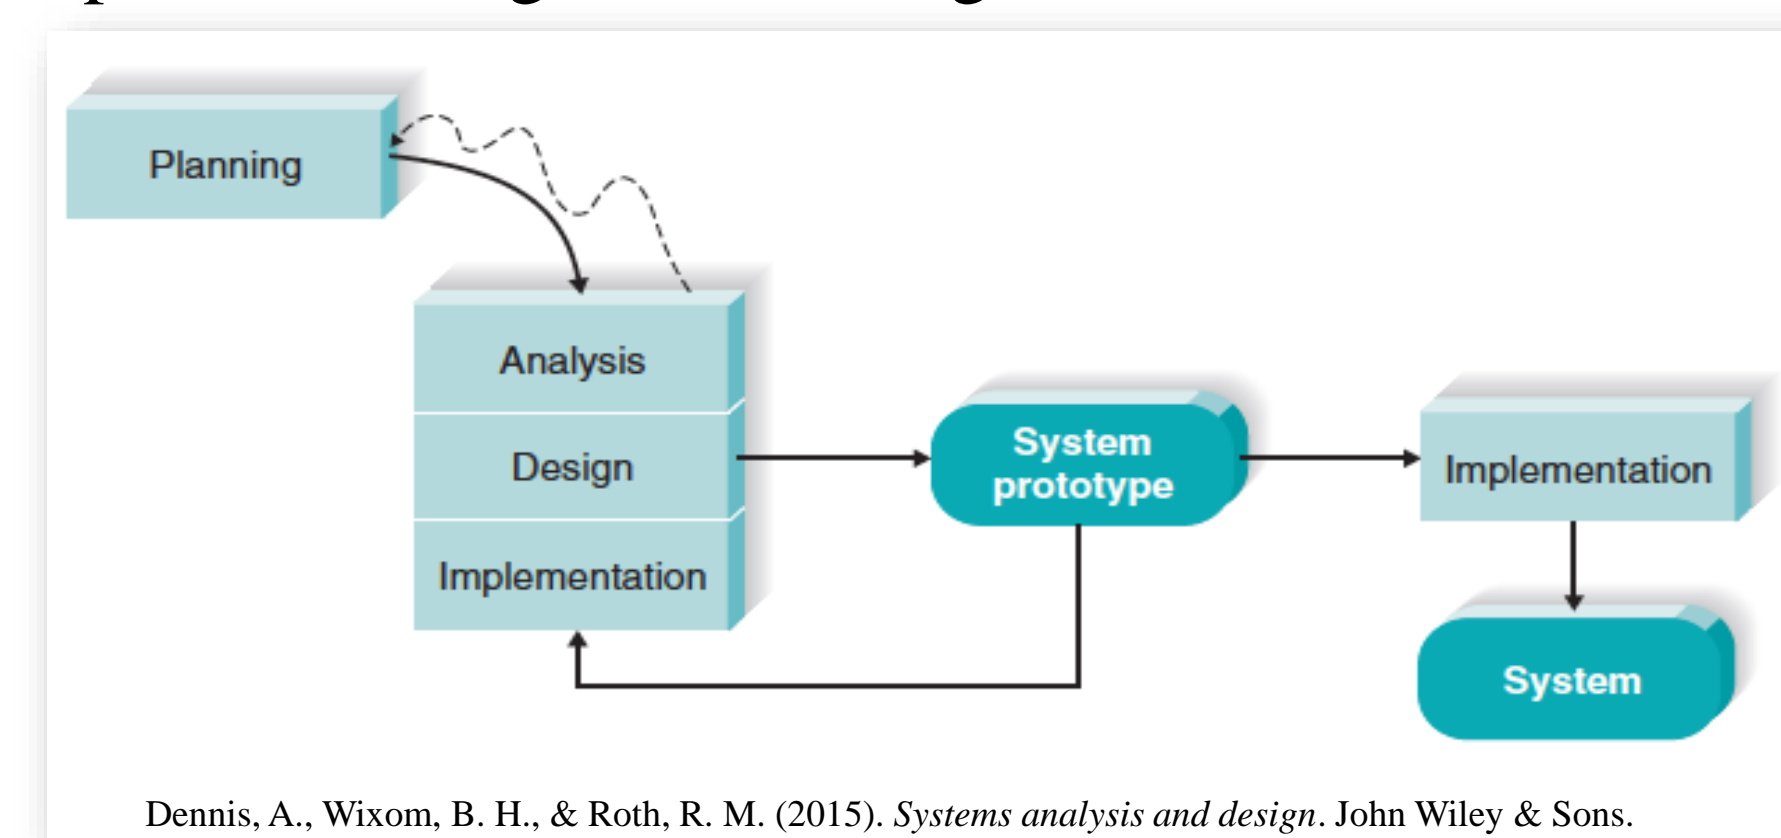 Planning
Analysis
Design
Implementation
System
prototype
Implementation
System
Dennis, A., Wixom, B. H., & Roth, R. M. (2015). Systems analysis and design. John Wiley & Sons.